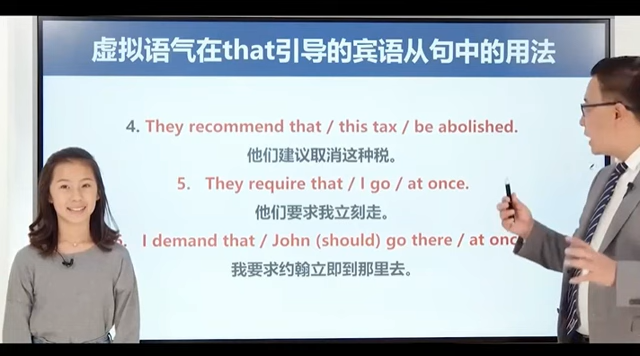 虚拟语气在that引导的宾语从句中的用法
4. They recommend that / this tax / be abolished.
他们建议取消这种税。
5. They require that / I go / at once.
他们要求我立刻走。
I demand that / John (should) go there / at onc
我要求约翰立即到那里去。